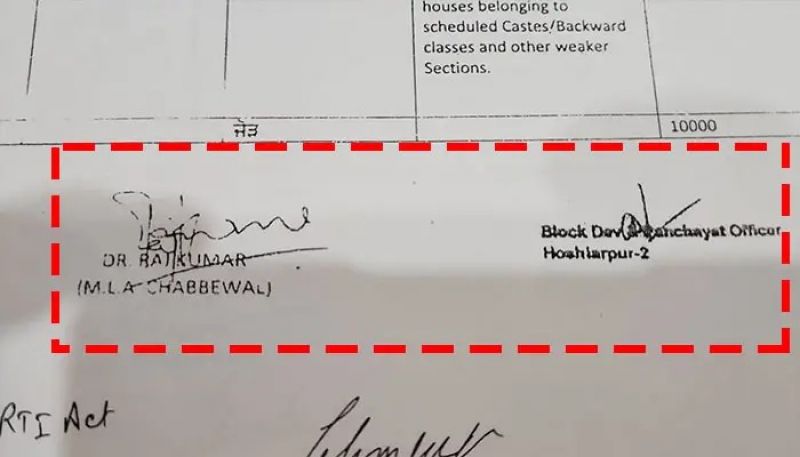 houses belonging to
scheduled Castes/Backward
classes and other weaker
Sections.
ਜੋੜ
10000
DR. RAJ KUMAR
(M.L.A CHABBEWAL)
Block Dev. & Panchayat Officer
Hoshiarpur-2
RTI Act